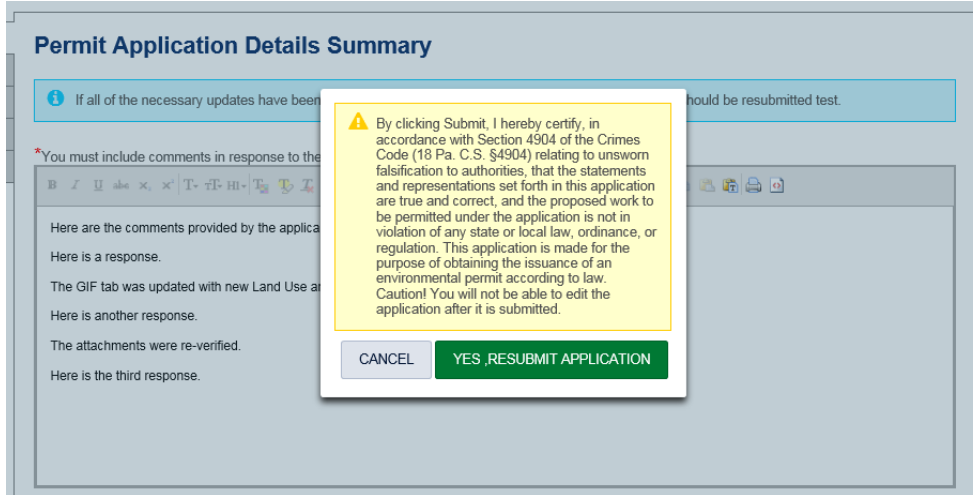 Permit Application Details Summary
If all of the necessary updates have been
hould be resubmitted test.
*You must include comments in response to the
B I U abc x, x² T- тT- H1-
Here are the comments provided by the applica
Here is a response.
The GIF tab was updated with new Land Use a
Here is another response.
The attachments were re-verified.
Here is the third response.
By clicking Submit, I hereby certify, in
accordance with Section 4904 of the Crimes
Code (18 Pa. C.S. §4904) relating to unsworn
falsification to authorities, that the statements
and representations set forth in this application
are true and correct, and the proposed work to
be permitted under the application is not in
violation of any state or local law, ordinance, or
regulation. This application is made for the
purpose of obtaining the issuance of an
environmental permit according to law.
Caution! You will not be able to edit the
application after it is submitted.
CANCEL
YES ,RESUBMIT APPLICATION